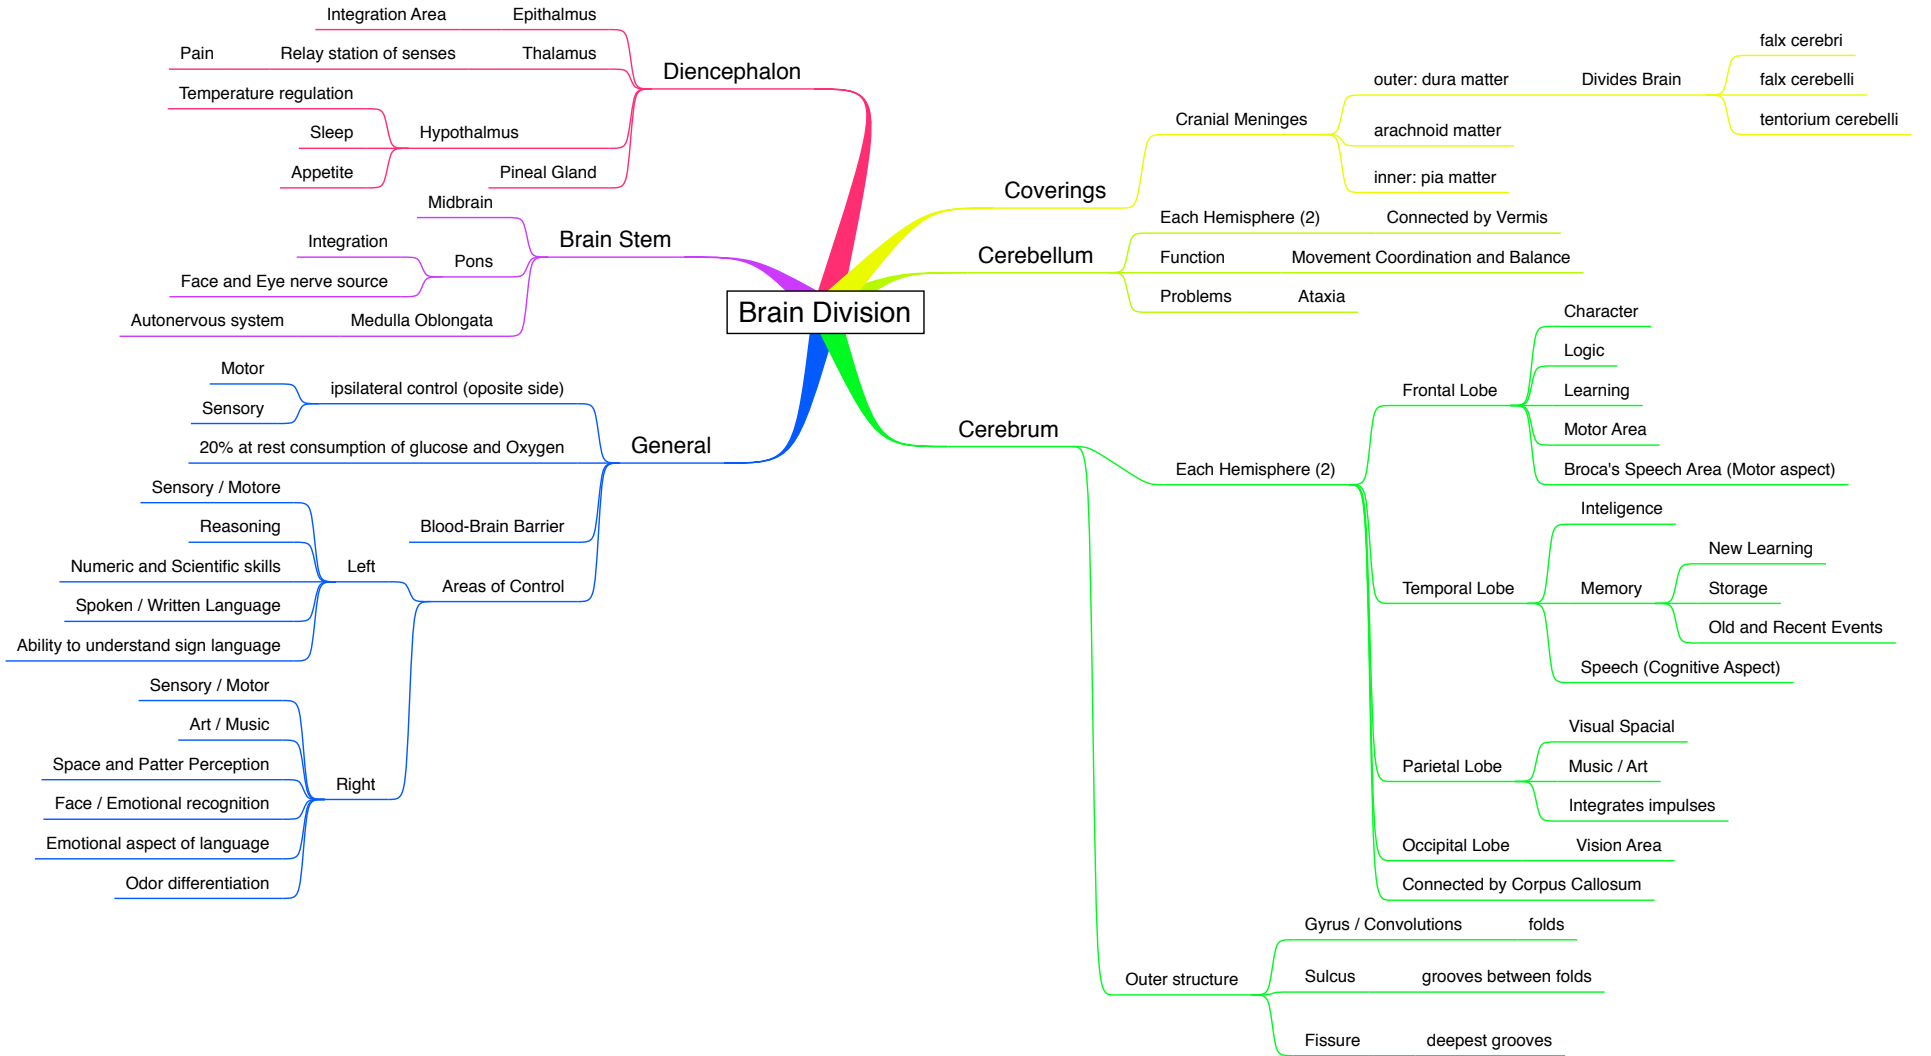 Brain Division
Diencephalon
Epithalmus
Integration Area
Thalamus
Relay station of senses
Pain
Hypothalmus
Temperature regulation
Sleep
Appetite
Pineal Gland
Brain Stem
Midbrain
Pons
Integration
Face and Eye nerve source
Medulla Oblongata
Autonervous system
General
ipsilateral control (oposite side)
Motor
Sensory
20% at rest consumption of glucose and Oxygen
Blood-Brain Barrier
Areas of Control
Left
Sensory / Motore
Reasoning
Numeric and Scientific skills
Spoken / Written Language
Ability to understand sign language
Right
Sensory / Motor
Art / Music
Space and Patter Perception
Face / Emotional recognition
Emotional aspect of language
Odor differentiation
Coverings
Cranial Meninges
outer: dura matter
Divides Brain
falx cerebri
falx cerebelli
tentorium cerebelli
arachnoid matter
inner: pia matter
Cerebellum
Each Hemisphere (2)
Connected by Vermis
Function
Movement Coordination and Balance
Problems
Ataxia
Cerebrum
Each Hemisphere (2)
Frontal Lobe
Character
Logic
Learning
Motor Area
Broca's Speech Area (Motor aspect)
Temporal Lobe
Inteligence
Memory
New Learning
Storage
Old and Recent Events
Speech (Cognitive Aspect)
Parietal Lobe
Visual Spacial
Music / Art
Integrates impulses
Occipital Lobe
Vision Area
Connected by Corpus Callosum
Outer structure
Gyrus / Convolutions
folds
Sulcus
grooves between folds
Fissure
deepest grooves